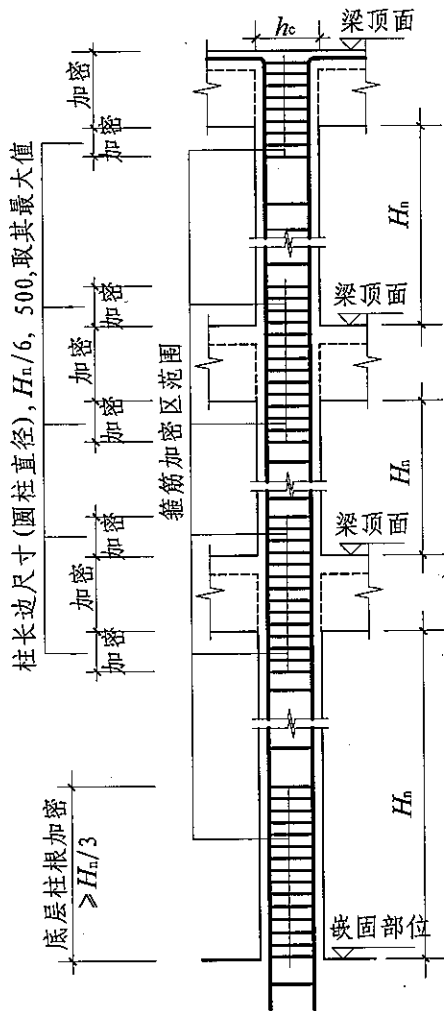 hc
梁顶面
加密
加密
柱长边尺寸(圆柱直径),Hn/6, 500,取其最大值
Hn
加密
梁顶面
加密
箍筋加密区范围
加密
Hn
加密
梁顶面
加密
加密
Hn
底层柱根加密
⩾Hn/3
嵌固部位